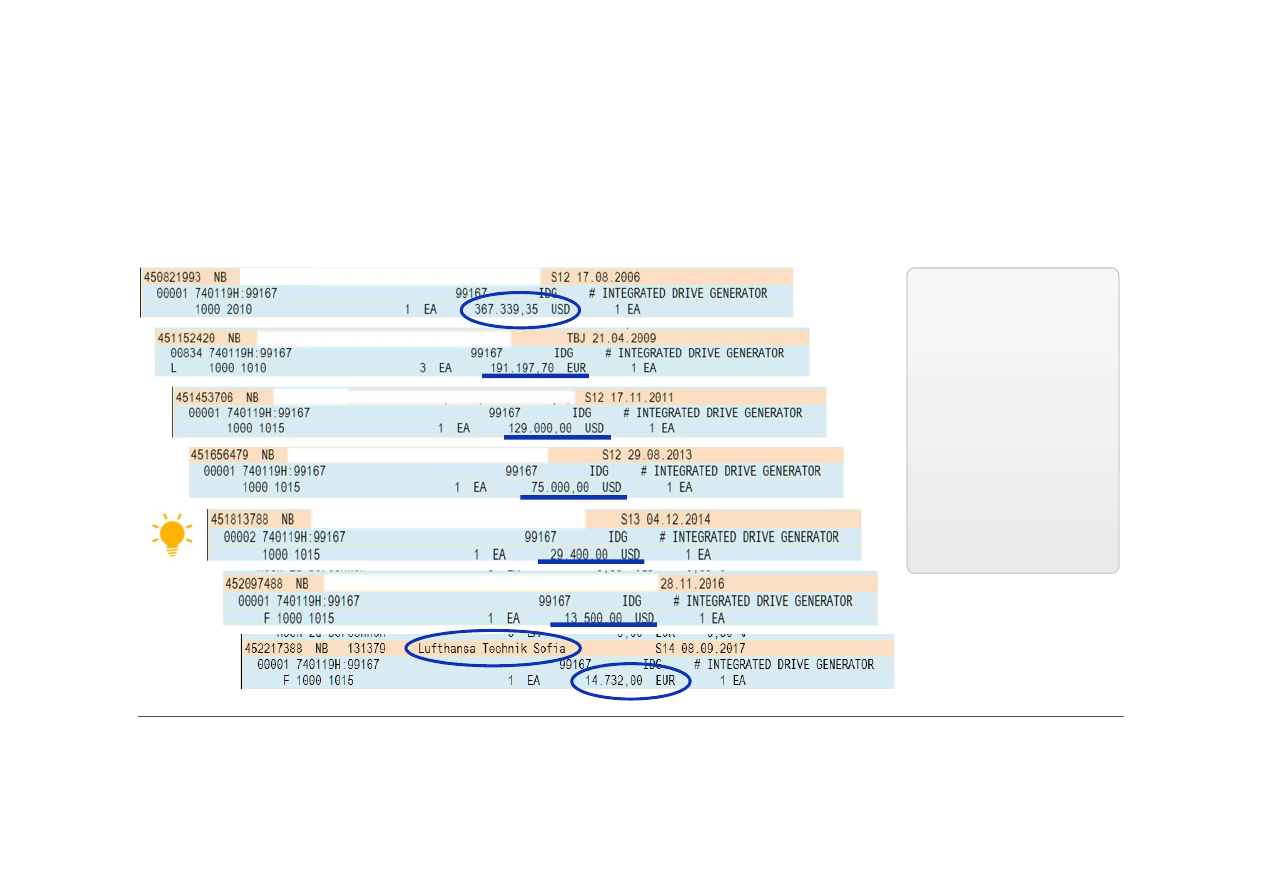 450821993 NB S12 17.08.2006
00001 740119H:99167 99167 IDG # INTEGRATED DRIVE GENERATOR
1000 2010 1 EA 367.339,35 USD 1 EA
451152420 NB TBJ 21.04.2009
00834 740119H:99167 99167 IDG # INTEGRATED DRIVE GENERATOR
L 1000 1010 3 EA 191.197,70 EUR 1 EA
451453706 NB S12 17.11.2011
00001 740119H:99167 99167 IDG # INTEGRATED DRIVE GENERATOR
1000 1015 1 EA 129.000,00 USD 1 EA
451656479 NB S12 29.08.2013
00001 740119H:99167 99167 IDG # INTEGRATED DRIVE GENERATOR
1000 1015 1 EA 75.000,00 USD 1 EA
451813788 NB S13 04.12.2014
00002 740119H:99167 99167 IDG # INTEGRATED DRIVE GENERATOR
1000 1015 1 EA 29.400,00 USD 1 EA
452097488 NB 28.11.2016
00001 740119H:99167 99167 IDG # INTEGRATED DRIVE GENERATOR
F 1000 1015 1 EA 13.500,00 USD 1 EA
452217388 NB 131379 Lufthansa Technik Sofia S14 08.09.2017
00001 740119H:99167 99167 IDG # INTEGRATED DRIVE GENERATOR
F 1000 1015 1 EA 14.732,00 EUR 1 EA